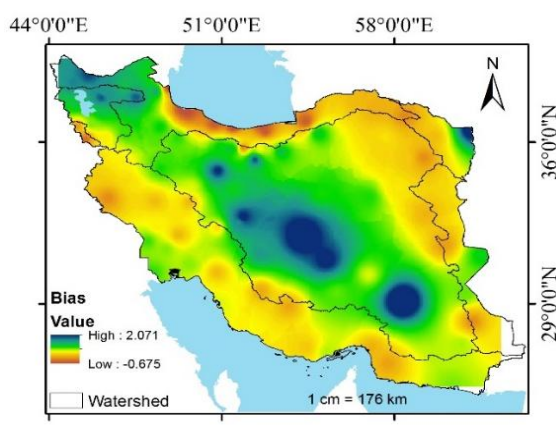 44°0'0"E
51°0'0"E
58°0'0"E
N
36°0'0"N
29°0'0"N
Bias
Value
High : 2.071
Low : -0.675
Watershed
1 cm = 176 km